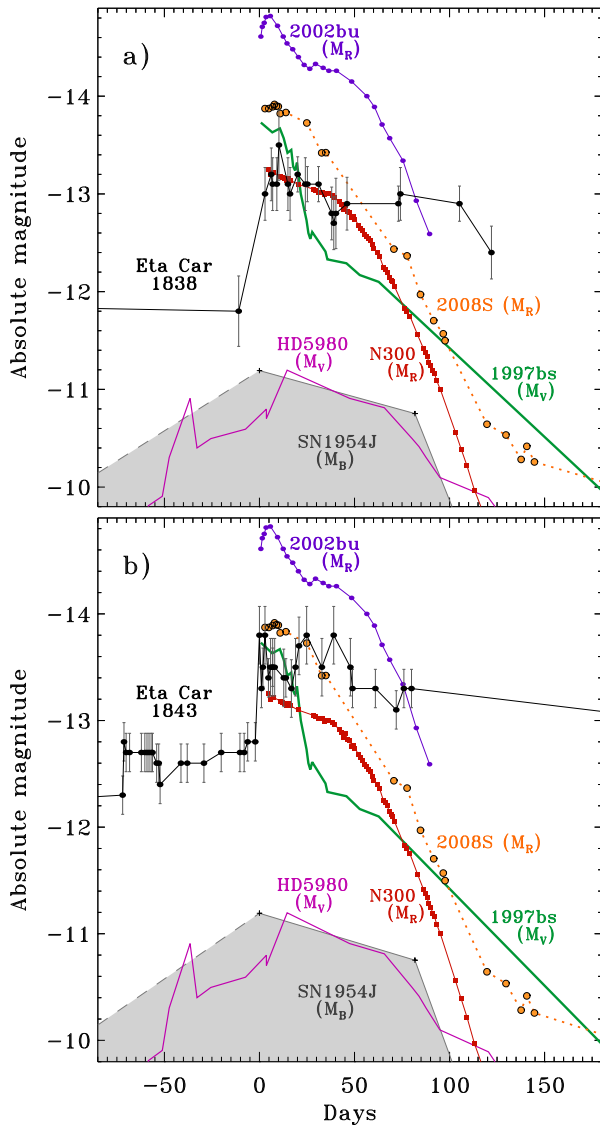 a)
2002bu
(M_R)
−14
−13
−12
−11
−10
Absolute magnitude
Eta Car
1838
2008S (M_R)
HD5980
(M_V)
N300
(M_R)
1997bs
(M_V)
SN1954J
(M_B)
b)
2002bu
(M_R)
−14
−13
−12
−11
−10
Absolute magnitude
Eta Car
1843
2008S (M_R)
HD5980
(M_V)
N300
(M_R)
1997bs
(M_V)
SN1954J
(M_B)
−50
0
50
100
150
Days